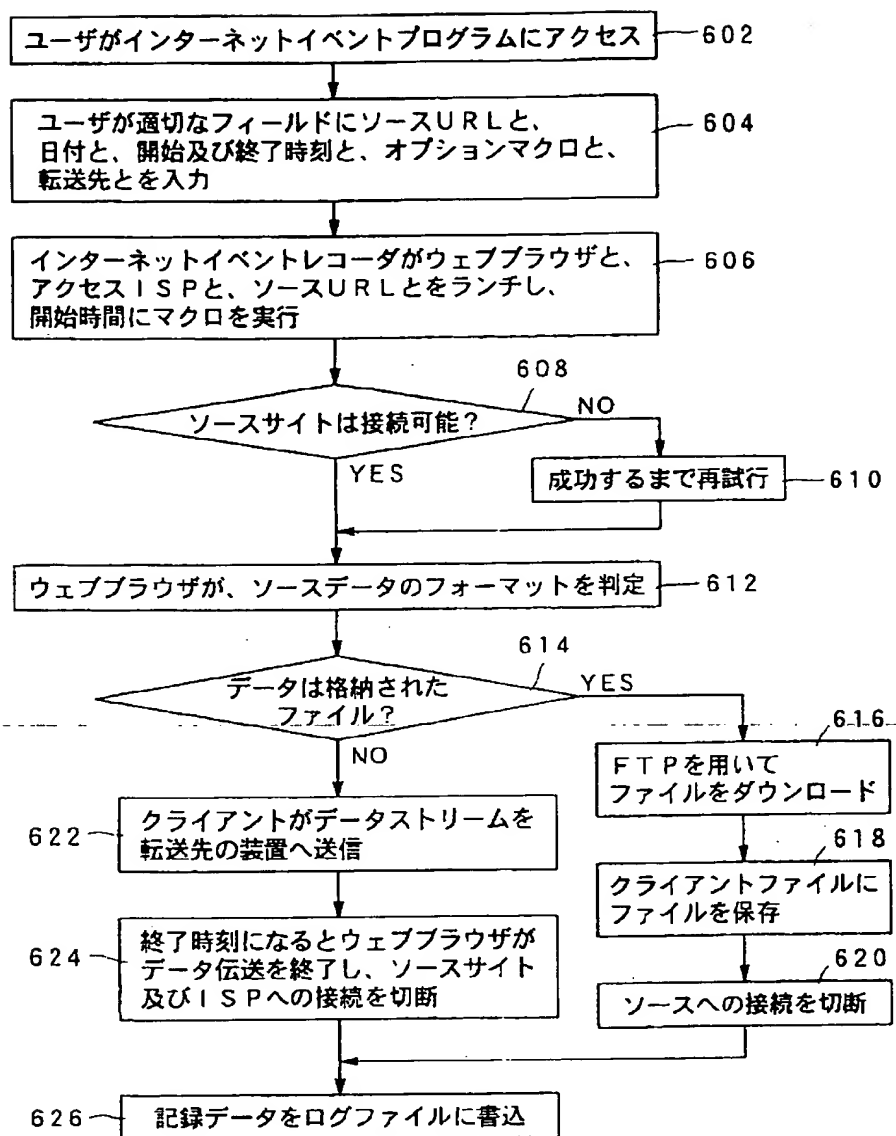 ユーザがインターネットイベントプログラムにアクセス
602
ユーザが適切なフィールドにソースＵＲＬと、
日付と、開始及び終了時刻と、オプションマクロと、
転送先とを入力
604
インターネットイベントレコーダがウェブブラウザと、
アクセスＩＳＰと、ソースＵＲＬとをランチし、
開始時間にマクロを実行
606
608
ソースサイトは接続可能？
NO
YES
成功するまで再試行
610
ウェブブラウザが、ソースデータのフォーマットを判定
612
614
データは格納された
ファイル？
YES
NO
616
ＦＴＰを用いて
ファイルをダウンロード
622
クライアントがデータストリームを
転送先の装置へ送信
618
クライアントファイルに
ファイルを保存
624
終了時刻になるとウェブブラウザが
データ伝送を終了し、ソースサイト
及びＩＳＰへの接続を切断
620
ソースへの接続を切断
626
記録データをログファイルに書込